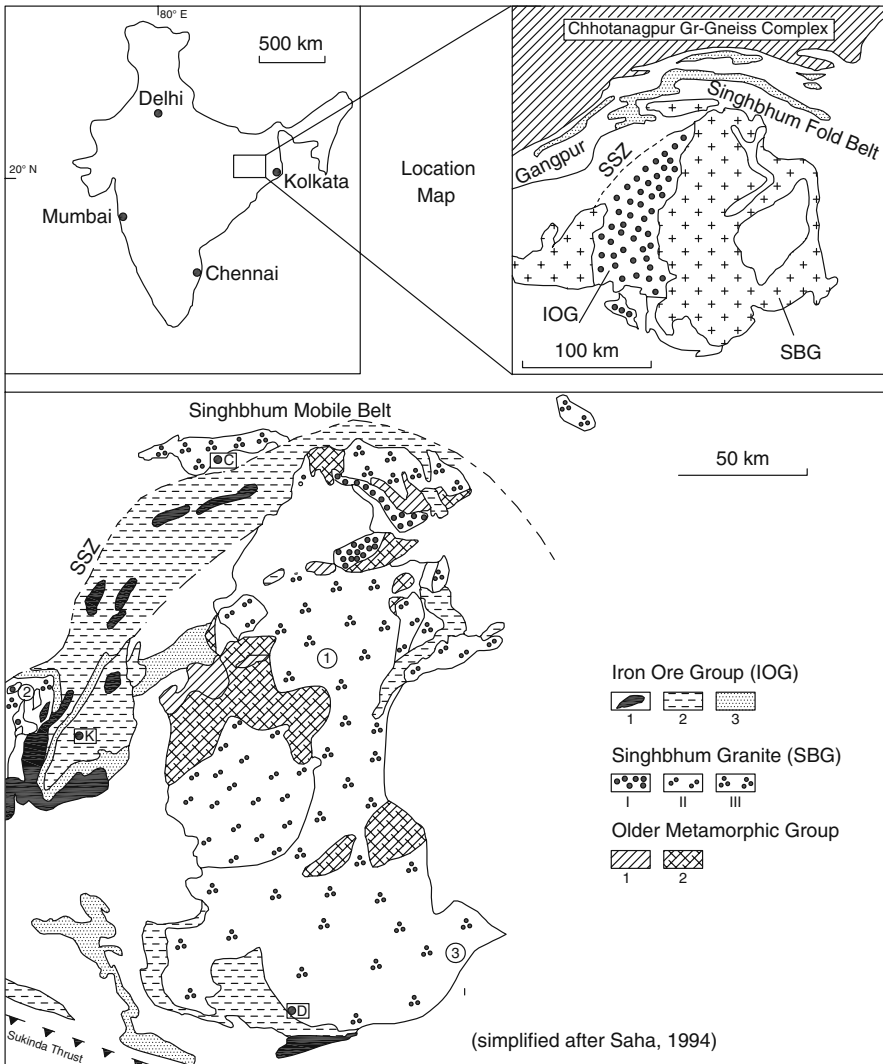 80° E
500 km
Delhi
20° N
Kolkata
Mumbai
Chennai
Location
Map
Chhotanagpur Gr-Gneiss Complex
Singhbhum Fold Belt
Gangpur
SSZ
IOG
SBG
100 km
Singhbhum Mobile Belt
50 km
C
SSZ
1
2
K
3
D
Sukinda Thrust
Iron Ore Group (IOG)
1 2 3
Singhbhum Granite (SBG)
I II III
Older Metamorphic Group
1 2
(simplified after Saha, 1994)